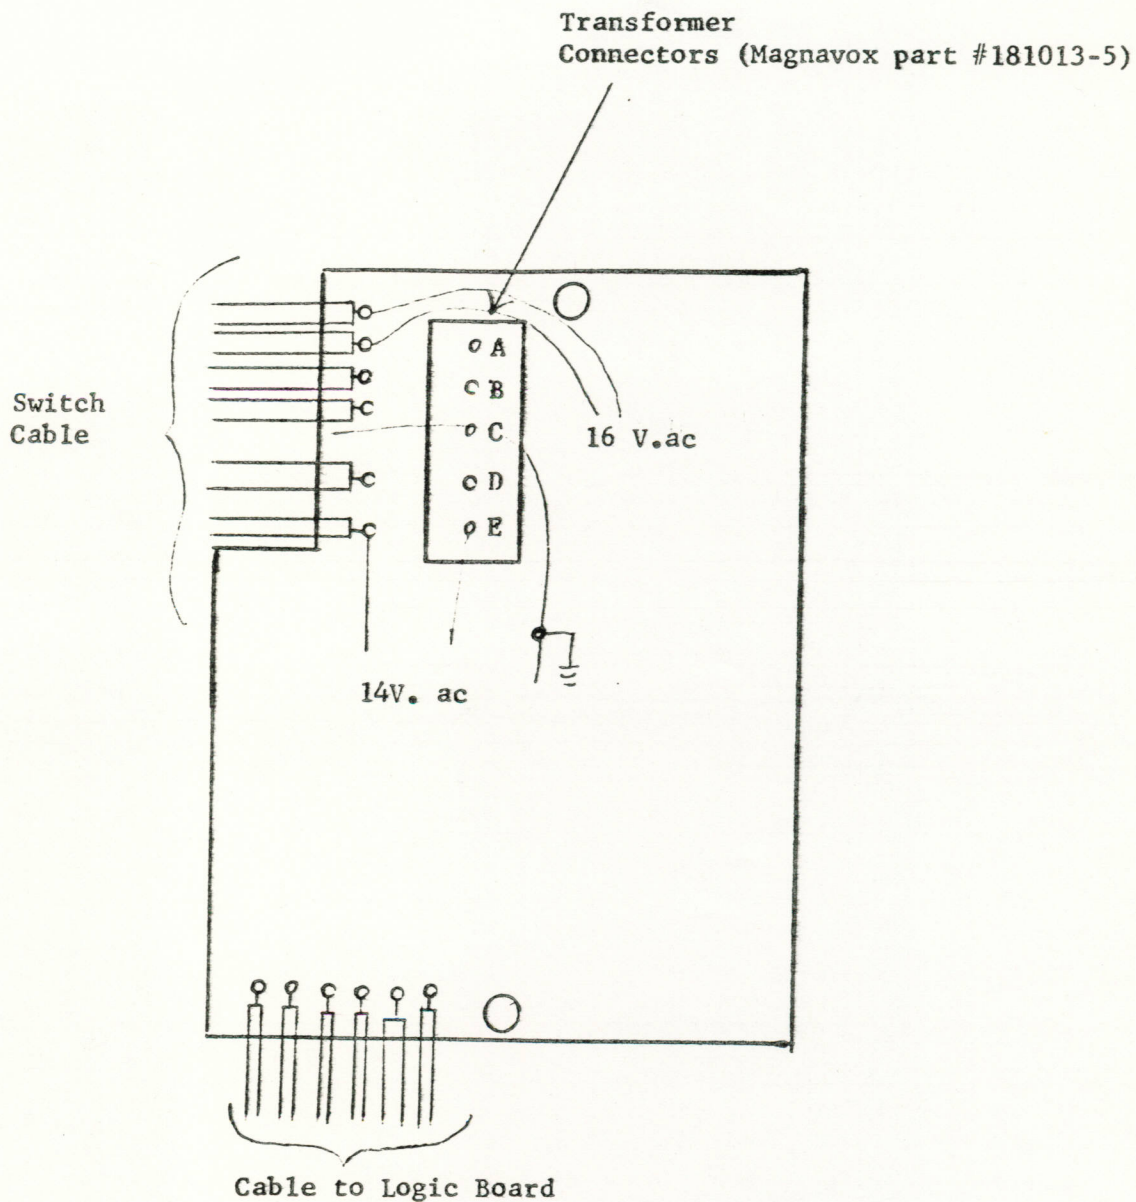 Transformer
Connectors (Magnavox part #181013-5)
A
B
Switch
Cable
C
16 V.ac
D
E
14V. ac
Cable to Logic Board